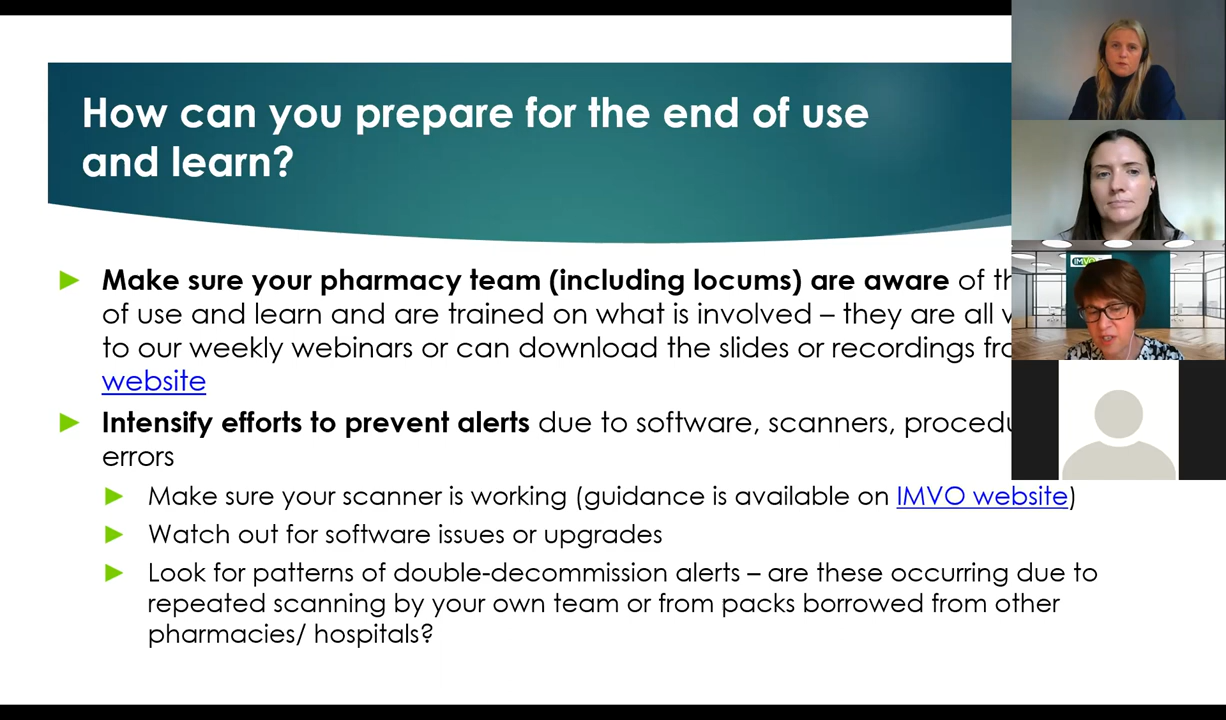 How can you prepare for the end of use
and learn?
Make sure your pharmacy team (including locums) are aware of
of use and learn and are trained on what is involved – they are all
to our weekly webinars or can download the slides or recordings
website
Intensify efforts to prevent alerts due to software, scanners,
errors
Make sure your scanner is working (guidance is available on IMVO website)
Watch out for software issues or upgrades
Look for patterns of double-decommission alerts – are these occurring due to
repeated scanning by your own team or from packs borrowed from other
pharmacies/ hospitals?
IMVO